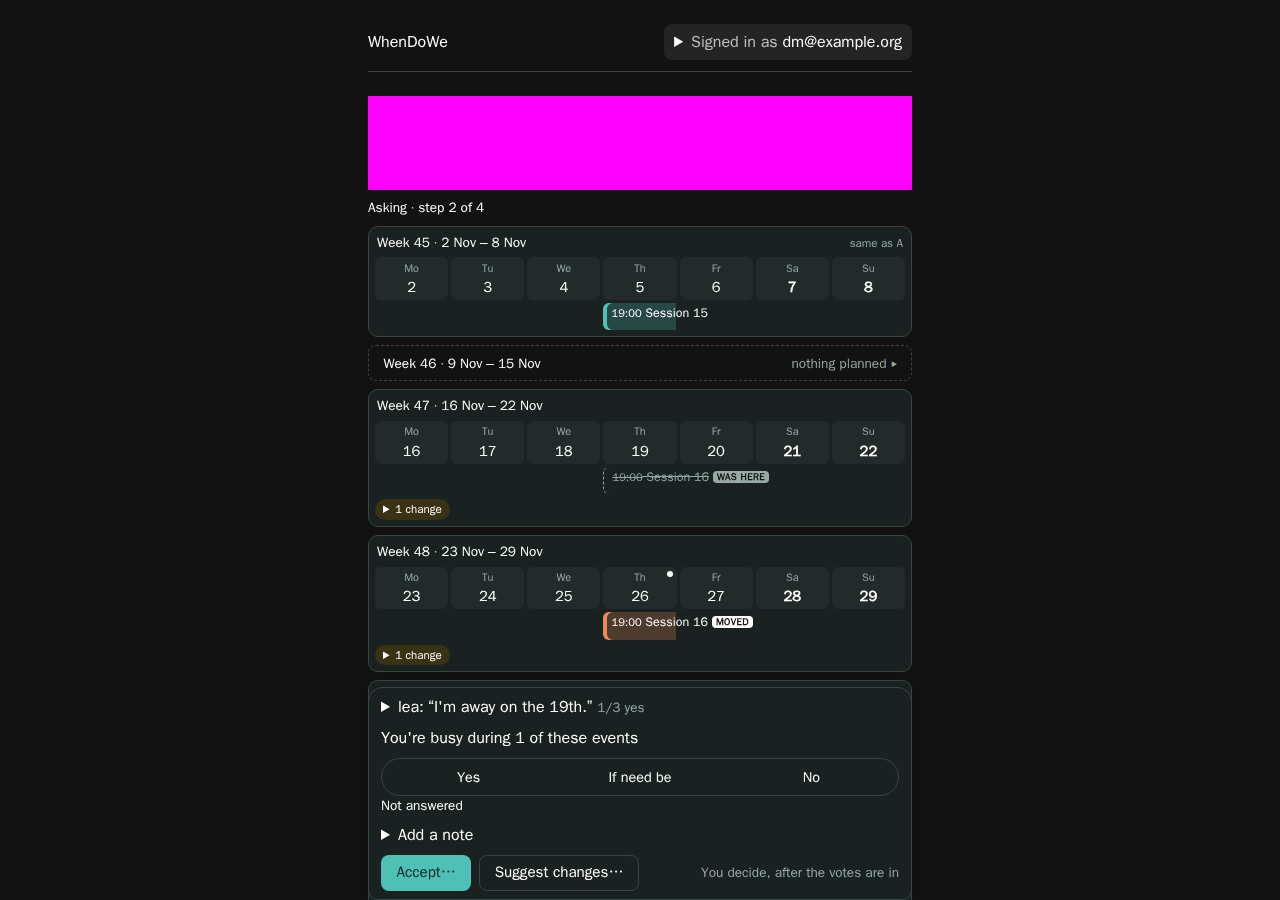 WhenDoWe
▶ Signed in as dm@example.org
Asking · step 2 of 4
Week 45 · 2 Nov – 8 Nov same as A
Mo Tu We Th Fr Sa Su
2 3 4 5 6 7 8
19:00 Session 15
Week 46 · 9 Nov – 15 Nov nothing planned ▸
Week 47 · 16 Nov – 22 Nov
Mo Tu We Th Fr Sa Su
16 17 18 19 20 21 22
19:00 Session 16 WAS HERE
▶ 1 change
Week 48 · 23 Nov – 29 Nov
Mo Tu We Th Fr Sa Su
23 24 25 26 27 28 29
19:00 Session 16 MOVED
▶ 1 change
▶ lea: “I'm away on the 19th.” 1/3 yes
You're busy during 1 of these events
Yes If need be No
Not answered
▶ Add a note
Accept… Suggest changes… You decide, after the votes are in